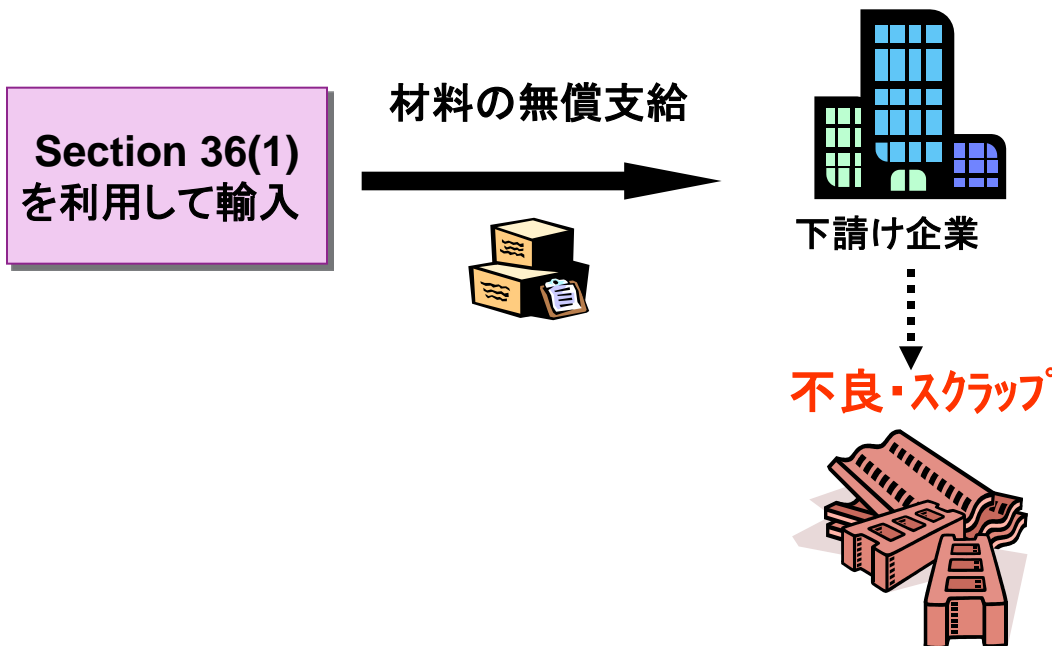 Section 36(1)
を利用して輸入
材料の無償支給
下請け企業
不良・スクラップ